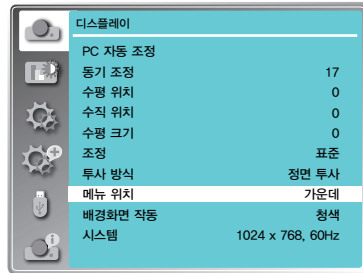 디스플레이
PC 자동 조정
동기 조정 17
수평 위치 0
수직 위치 0
수평 크기 0
조정 표준
투사 방식 정면 투사
메뉴 위치 가운데
배경화면 작동 청색
시스템 1024 x 768, 60Hz